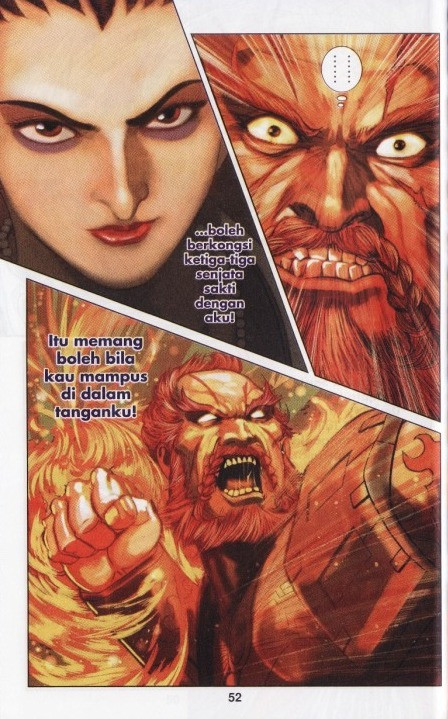 ...boleh
berkongsi
ketiga-tiga
senjata
sakti
dengan
aku!
Itu memang
boleh bila
kau mampus
di dalam
tanganku!
52